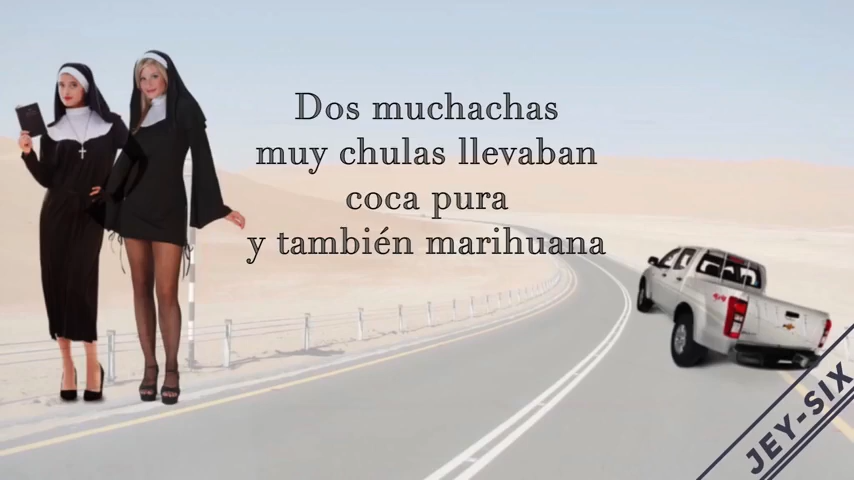 Dos muchachas
muy chulas llevaban
coca pura
y también marihuana
JEY-SIX